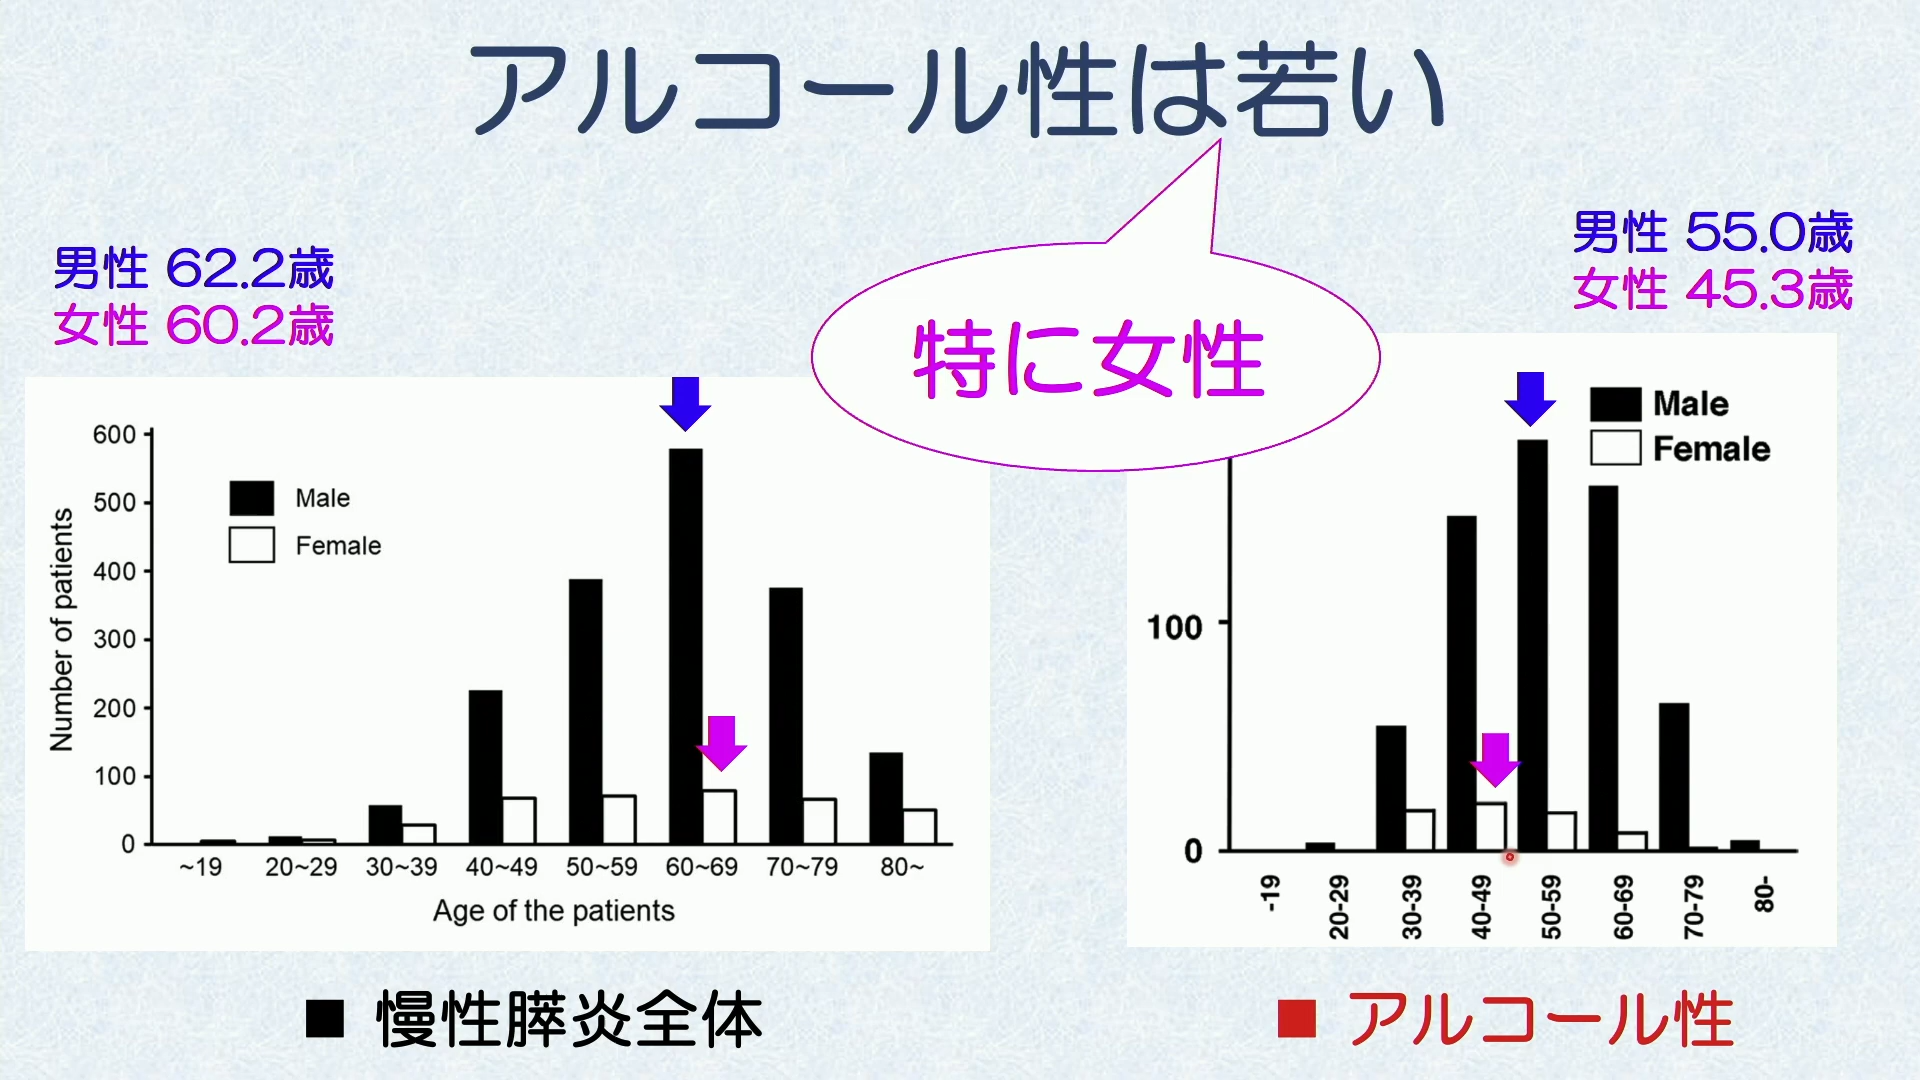 アルコール性は若い
特に女性
男性 62.2歳
女性 60.2歳
600
500
400
300
200
100
0
Number of patients
Male
Female
~19 20~29 30~39 40~49 50~59 60~69 70~79 80~
Age of the patients
■ 慢性膵炎全体
男性 55.0歳
女性 45.3歳
Male
Female
100
0
-19 20-29 30-39 40-49 50-59 60-69 70-79 80-
■ アルコール性